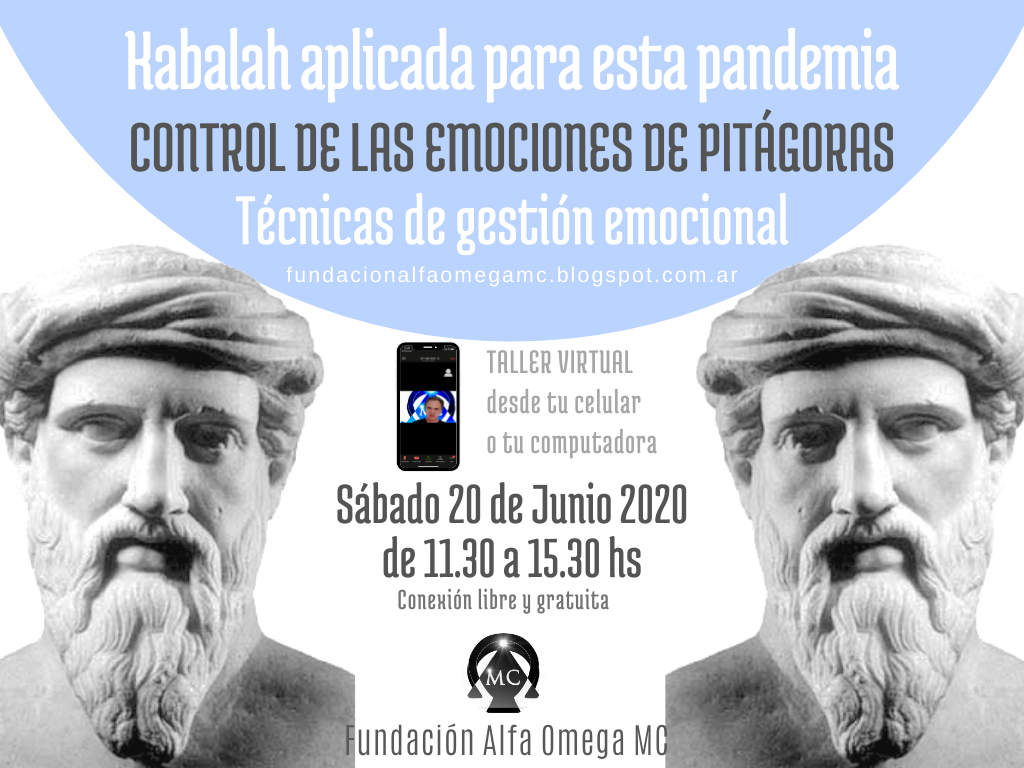 Kabalah aplicada para esta pandemia
CONTROL DE LAS EMOCIONES DE PITÁGORAS
Técnicas de gestión emocional
fundacionalfaomegamc.blogspot.com.ar
TALLER VIRTUAL
desde tu celular
o tu computadora
Sábado 20 de Junio 2020
de 11.30 a 15.30 hs
Conexión libre y gratuita
MC
Fundación Alfa Omega MC